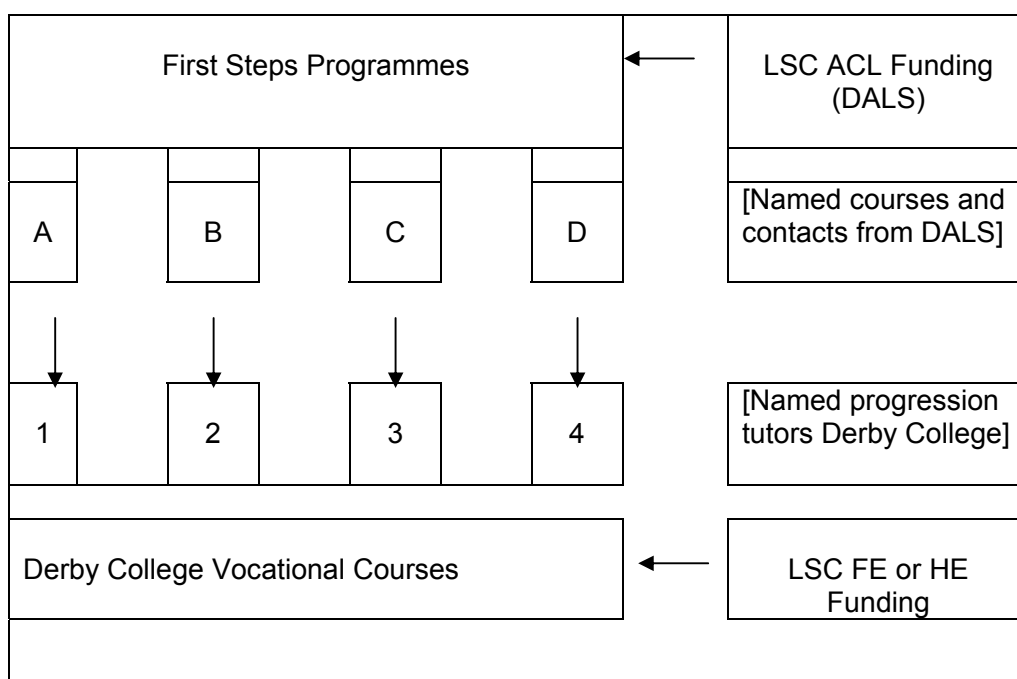 First Steps Programmes
LSC ACL Funding
(DALS)
A
B
C
D
[Named courses and
contacts from DALS]
1
2
3
4
[Named progression
tutors Derby College]
Derby College Vocational Courses
LSC FE or HE
Funding